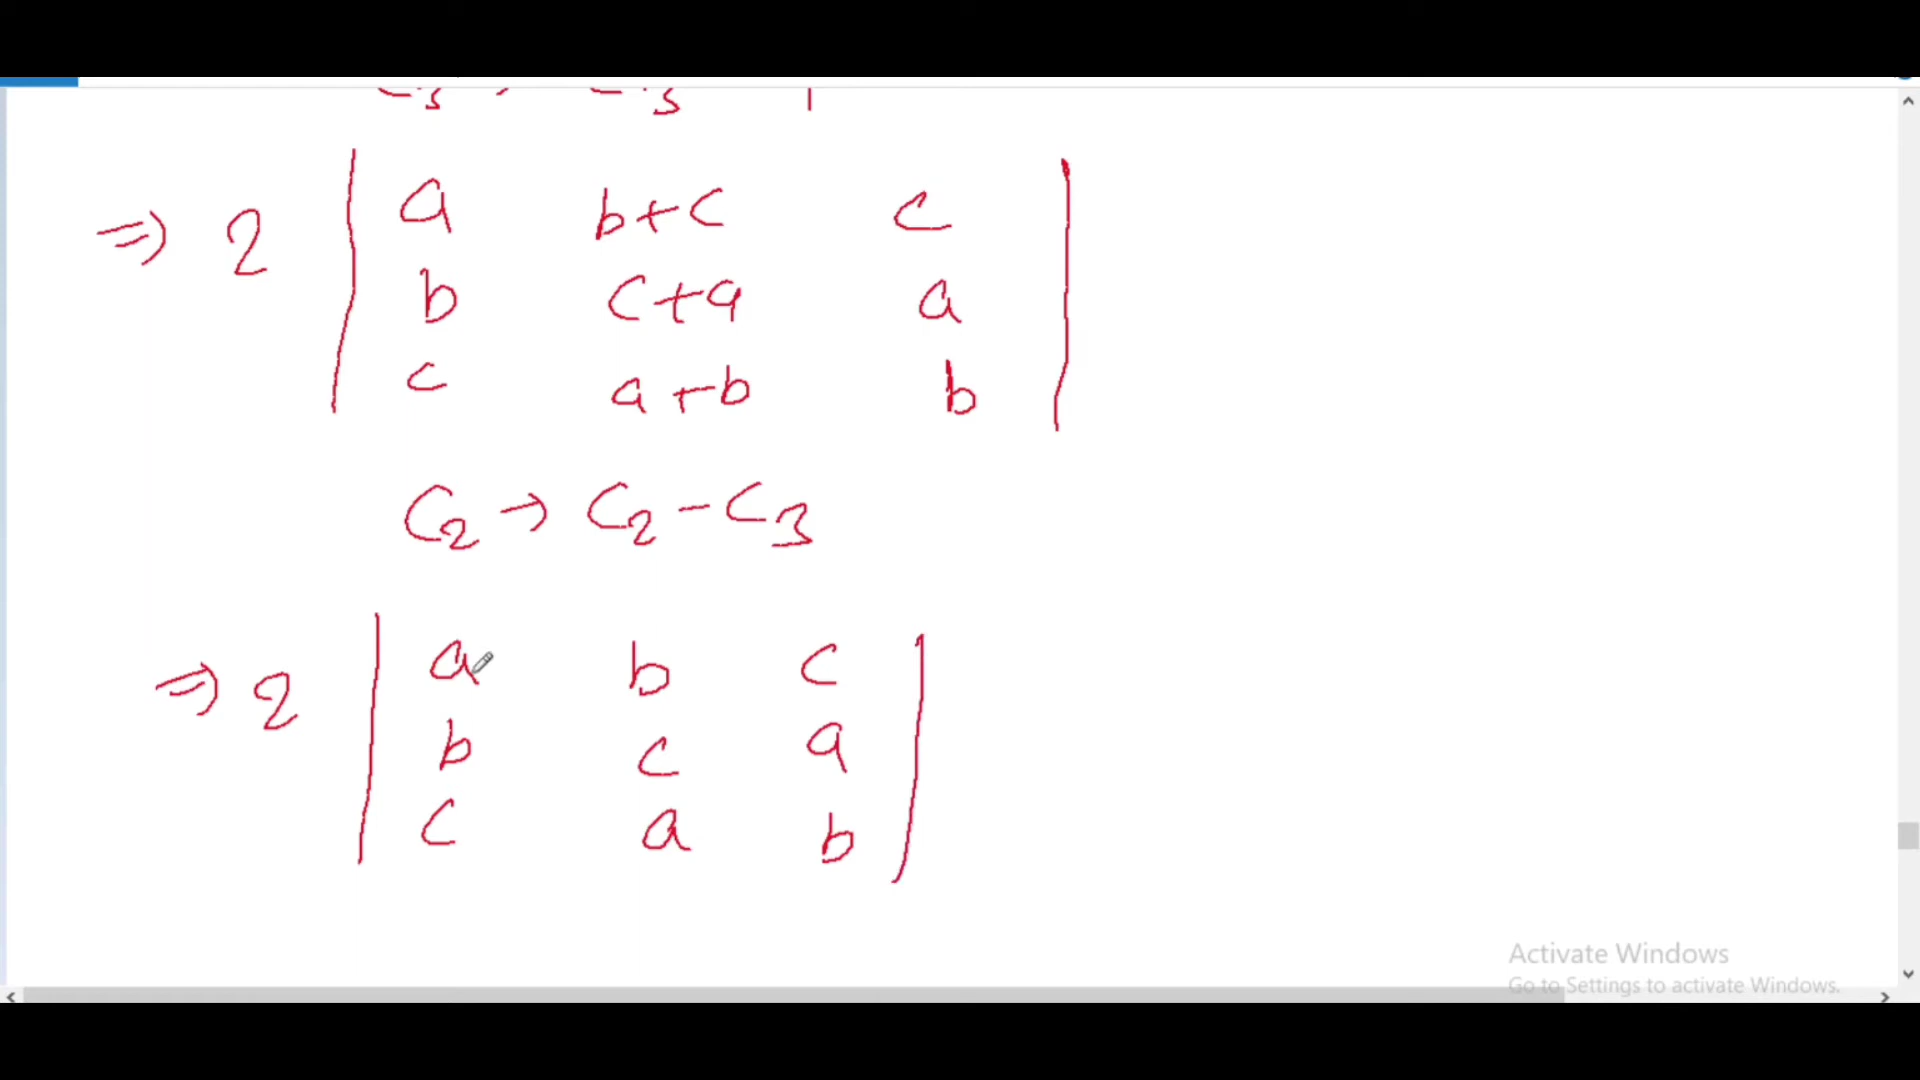 ⇒ 2 | a b+c c |
| b c+a a |
| c a+b b |
C₂ → C₂ - C₃
⇒ 2 | a b c |
| b c a |
| c a b |
Activate Windows
Go to Settings to activate Windows.